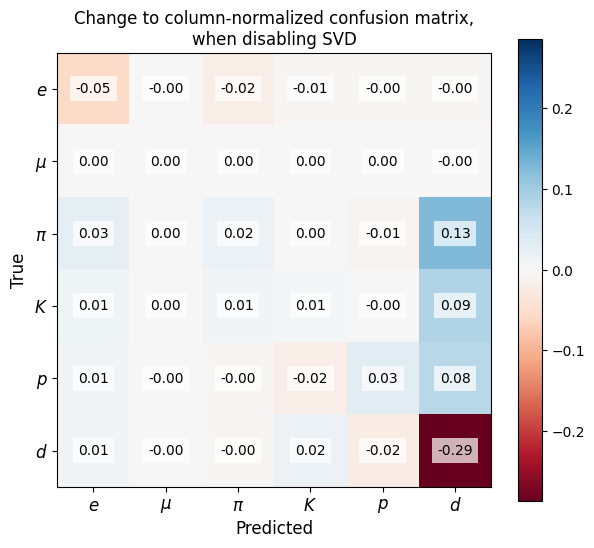 Change to column-normalized confusion matrix,
when disabling SVD
True
e -0.05 -0.00 -0.02 -0.01 -0.00 -0.00
μ 0.00 0.00 0.00 0.00 0.00 -0.00
π 0.03 0.00 0.02 0.00 -0.01 0.13
K 0.01 0.00 0.01 0.01 -0.00 0.09
p 0.01 -0.00 -0.00 -0.02 0.03 0.08
d 0.01 -0.00 -0.00 0.02 -0.02 -0.29
e μ π K p d
Predicted
0.2
0.1
0.0
-0.1
-0.2